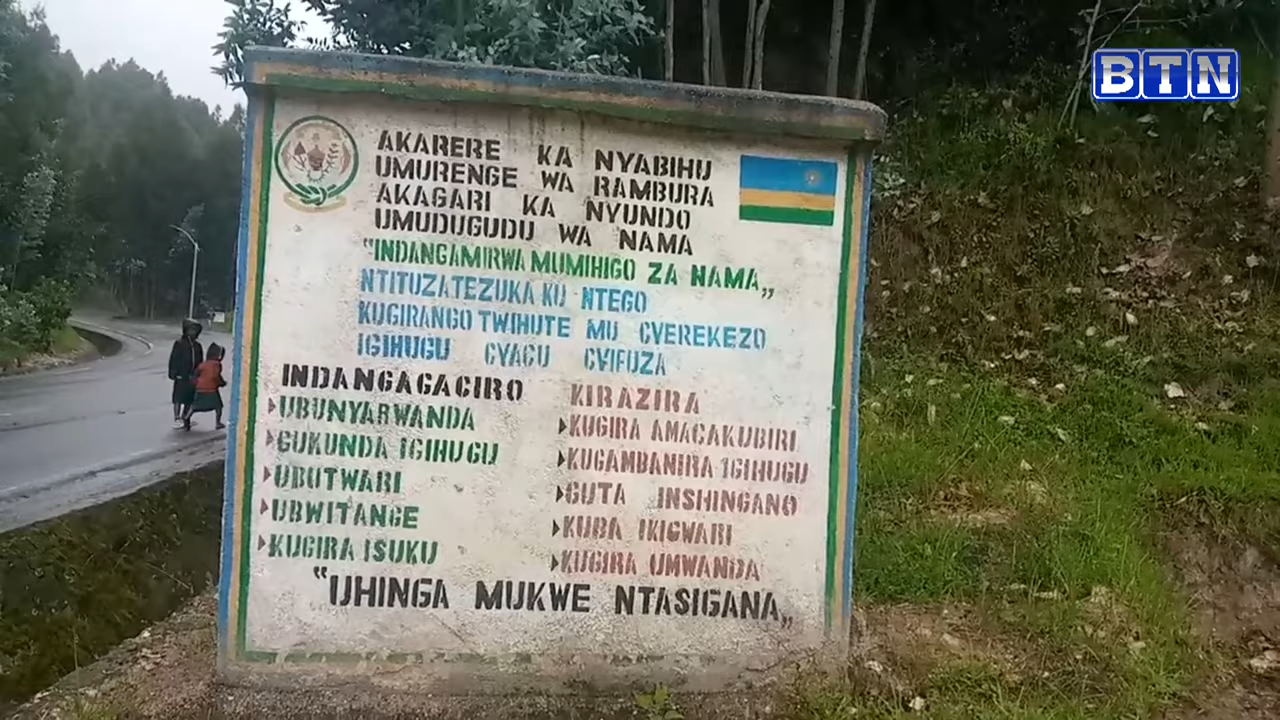 BTN
AKARERE KA NYABIHU
UMURENGE WA RAMBURA
AKAGARI KA NYUNDO
UMUDUGUDU WA NAMA
"INDANGAMIRWA MUMIHIGO ZA NAMA„
NTITUZATEZUKA KU NTEGO
KUGIRANGO TWIHUTE MU CYEREKEZO
IGIHUGU CYACU CYIFUZA
INDANGAGACIRO
UBUNYARWANDA
GUKUNDA IGIHUGU
UBUTWARI
UBWITANGE
KUGIRA ISUKU
KIRAZIRA
KUGIRA AMACAKUBIRI
KUGAMBANIRA IGIHUGU
GUTA INSHINGANO
KUBA IKIGWARI
KUGIRA UMWANDA
"IJHINGA MUKWE NTASIGANA„